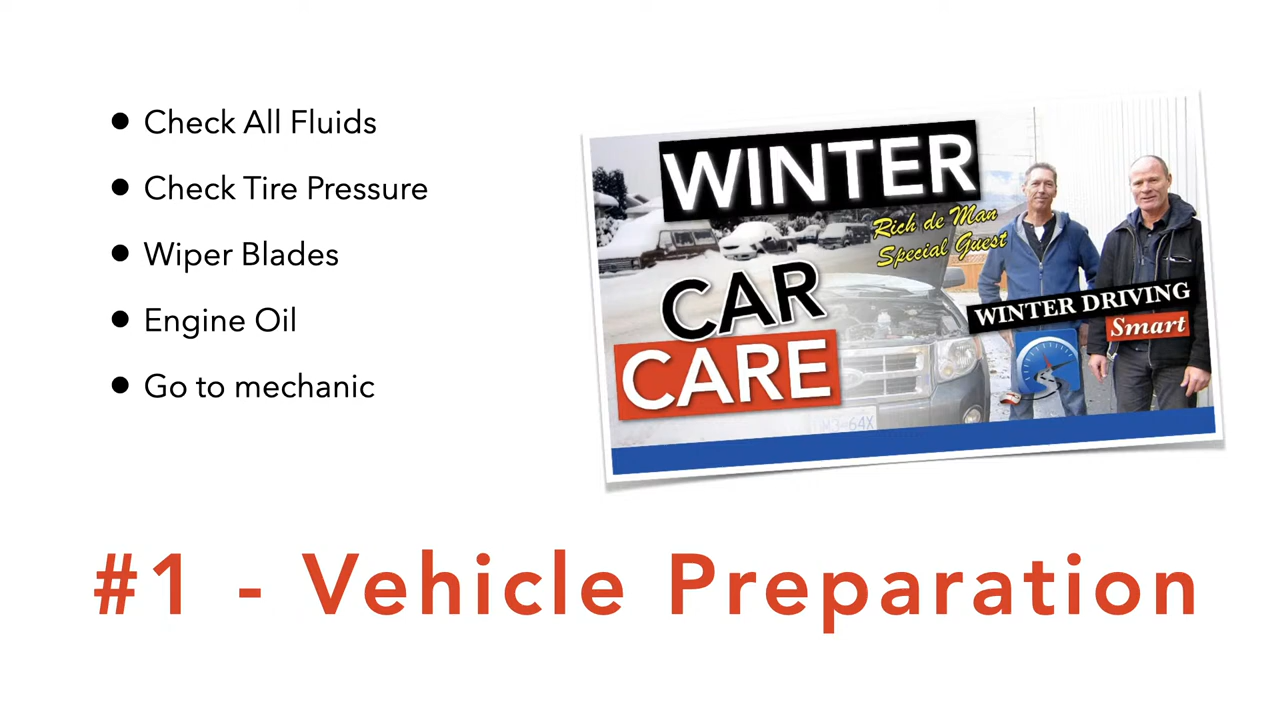 Check All Fluids
Check Tire Pressure
Wiper Blades
Engine Oil
Go to mechanic
WINTER
Rich de Man
Special Guest
CAR
CARE
WINTER DRIVING
Smart
#1 - Vehicle Preparation